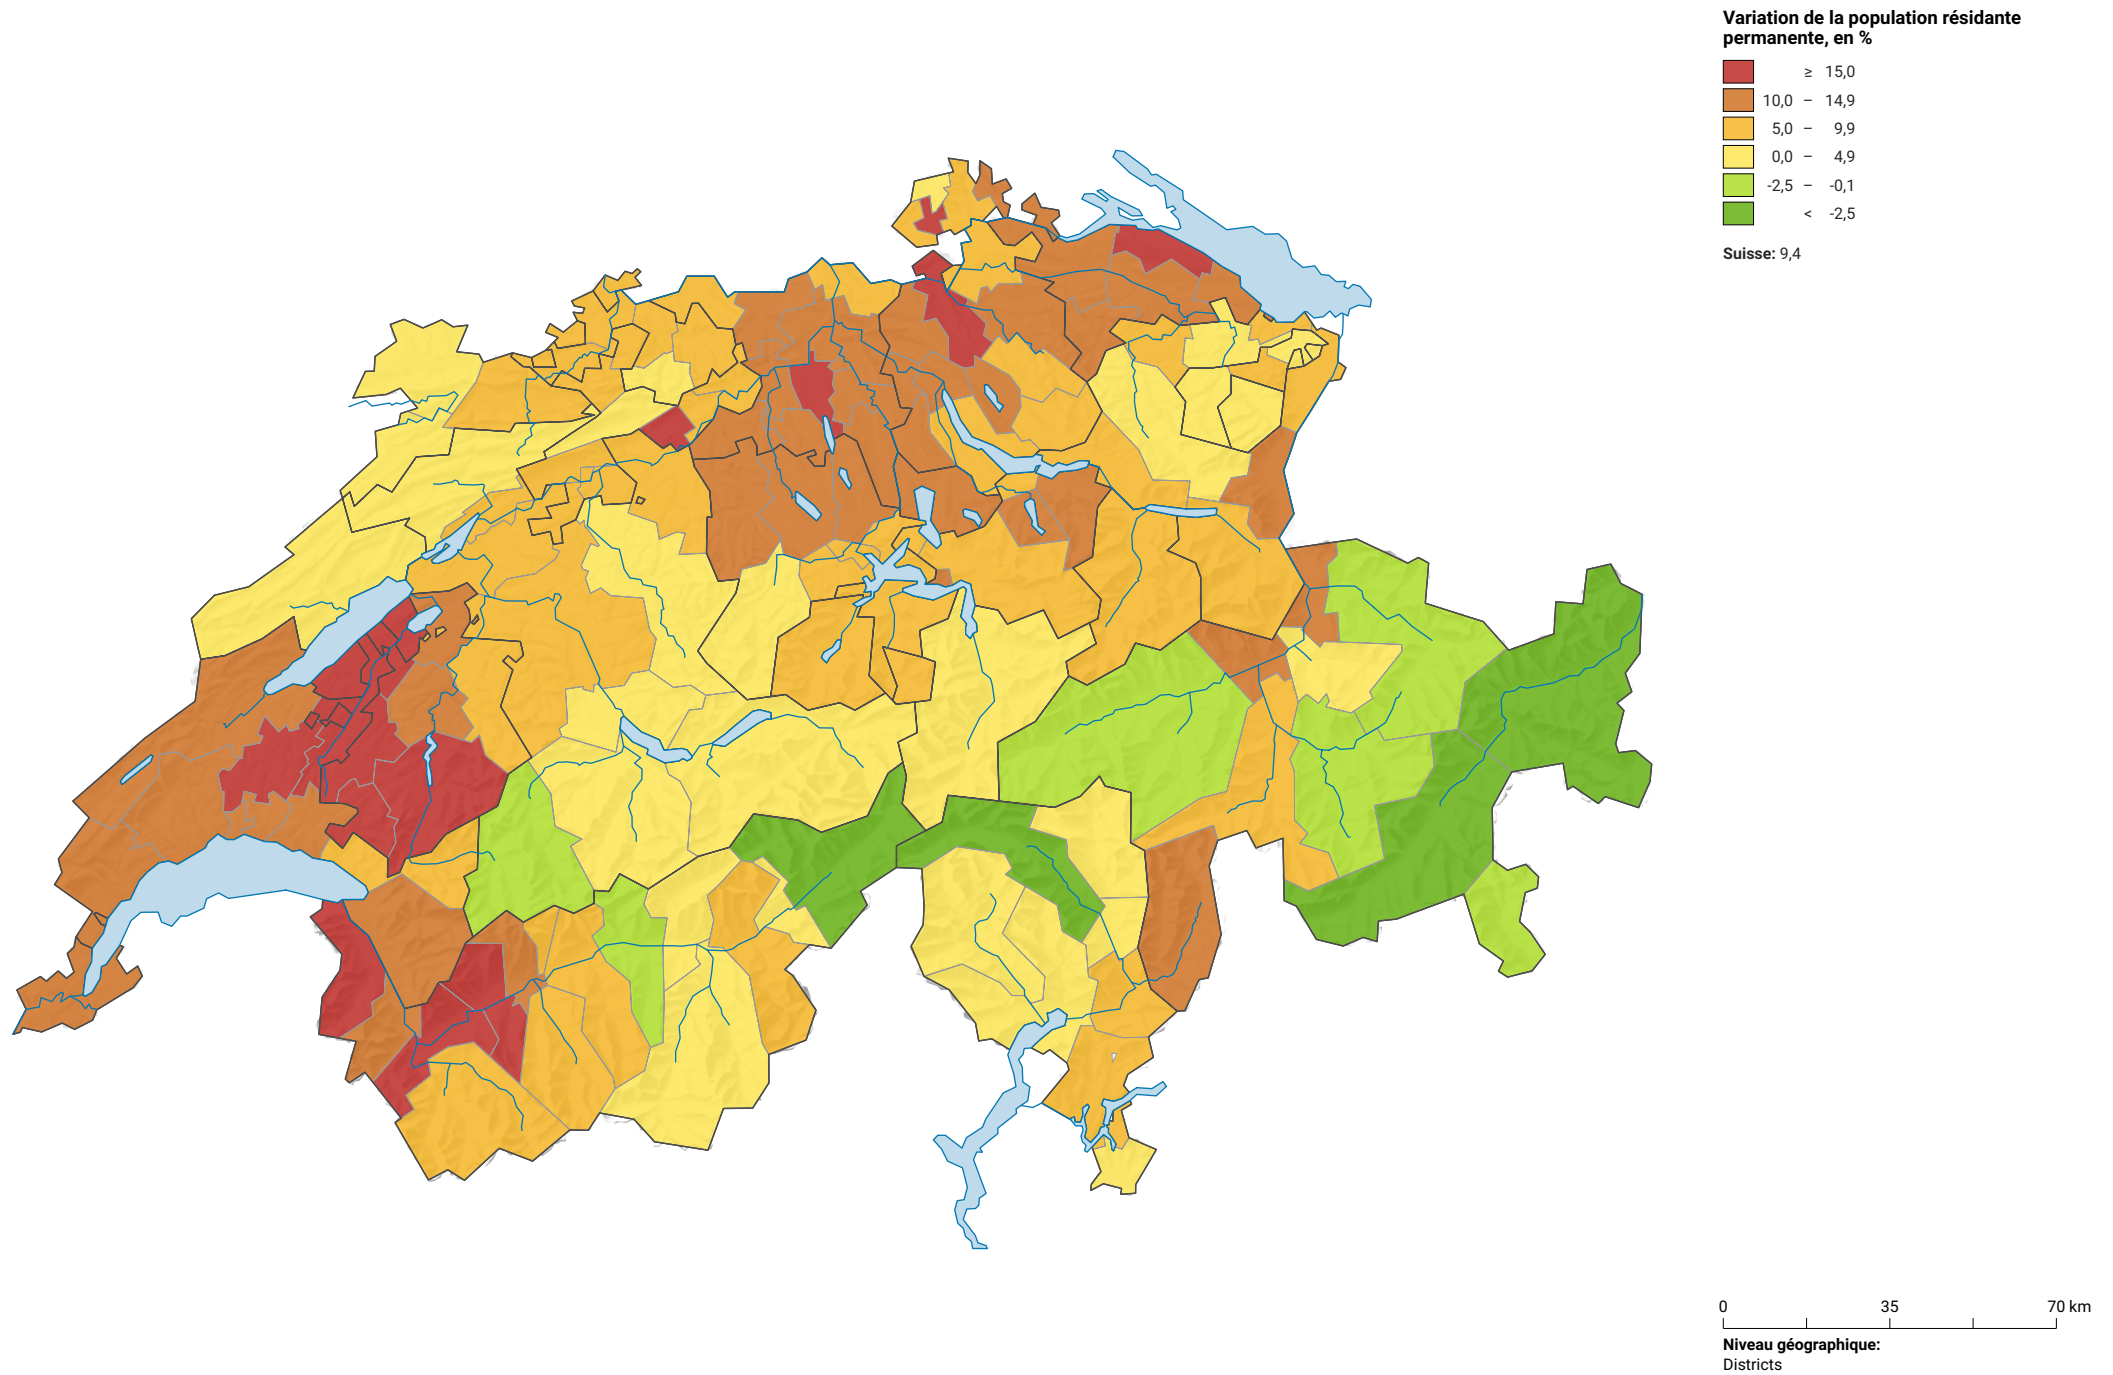 Variation de la population résidante
permanente, en %
≥ 15,0
10,0 – 14,9
5,0 – 9,9
0,0 – 4,9
-2,5 – -0,1
< -2,5
Suisse: 9,4
0 35 70 km
Niveau géographique:
Districts